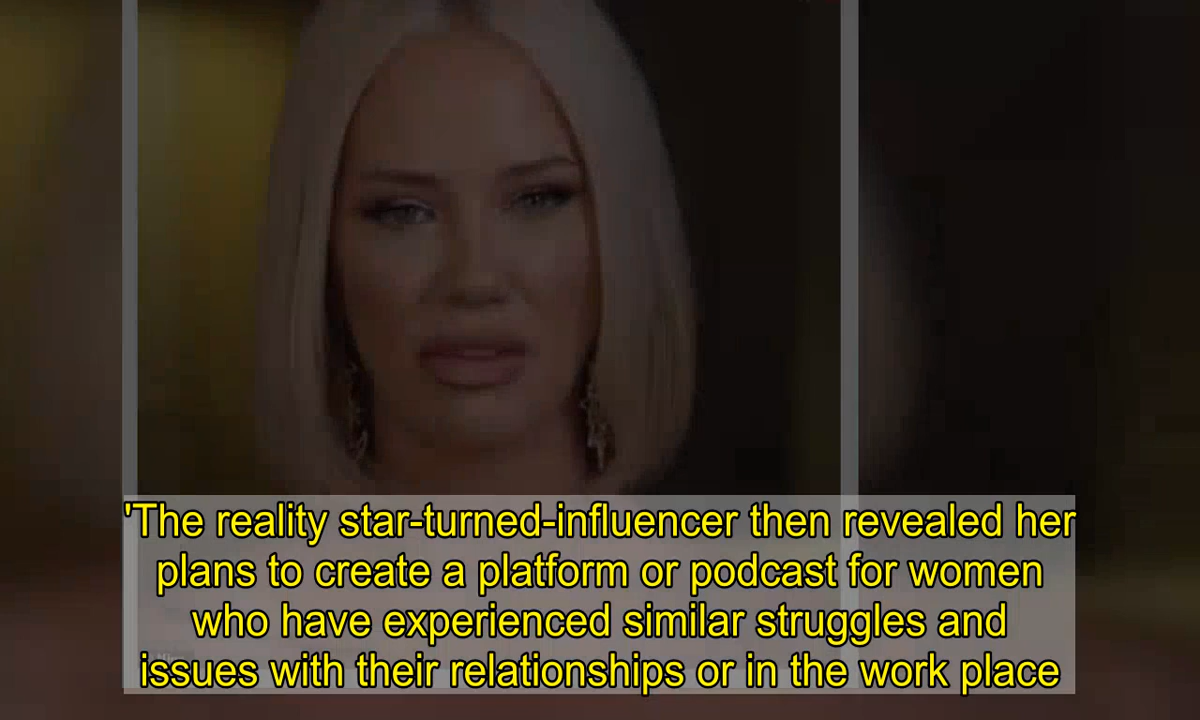 'The reality star-turned-influencer then revealed her
plans to create a platform or podcast for women
who have experienced similar struggles and
issues with their relationships or in the work place